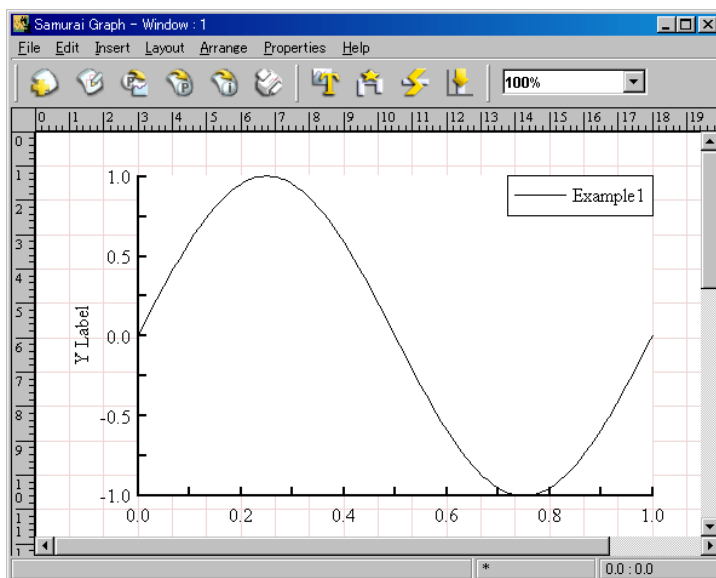 Samurai Graph - Window : 1
File Edit Insert Layout Arrange Properties Help
P P i T 100%
0 1 2 3 4 5 6 7 8 9 10 11 12 13 14 15 16 17 18 19
0
1
2
3
4
5
6
7
8
9
10
11
1.0
0.5
0.0
-0.5
-1.0
Y Label
Example1
0.0 0.2 0.4 0.6 0.8 1.0
* 0.0 : 0.0